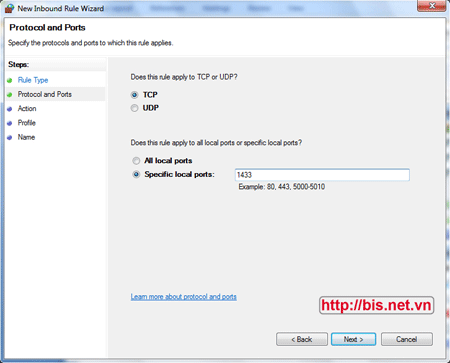 New Inbound Rule Wizard
Protocol and Ports
Specify the protocols and ports to which this rule applies.
Steps:
Rule Type
Protocol and Ports
Action
Profile
Name
Does this rule apply to TCP or UDP?
TCP
UDP
Does this rule apply to all local ports or specific local ports?
All local ports
Specific local ports:
1433
Example: 80, 443, 5000-5010
Learn more about protocol and ports
http://bis.net.vn
< Back
Next >
Cancel